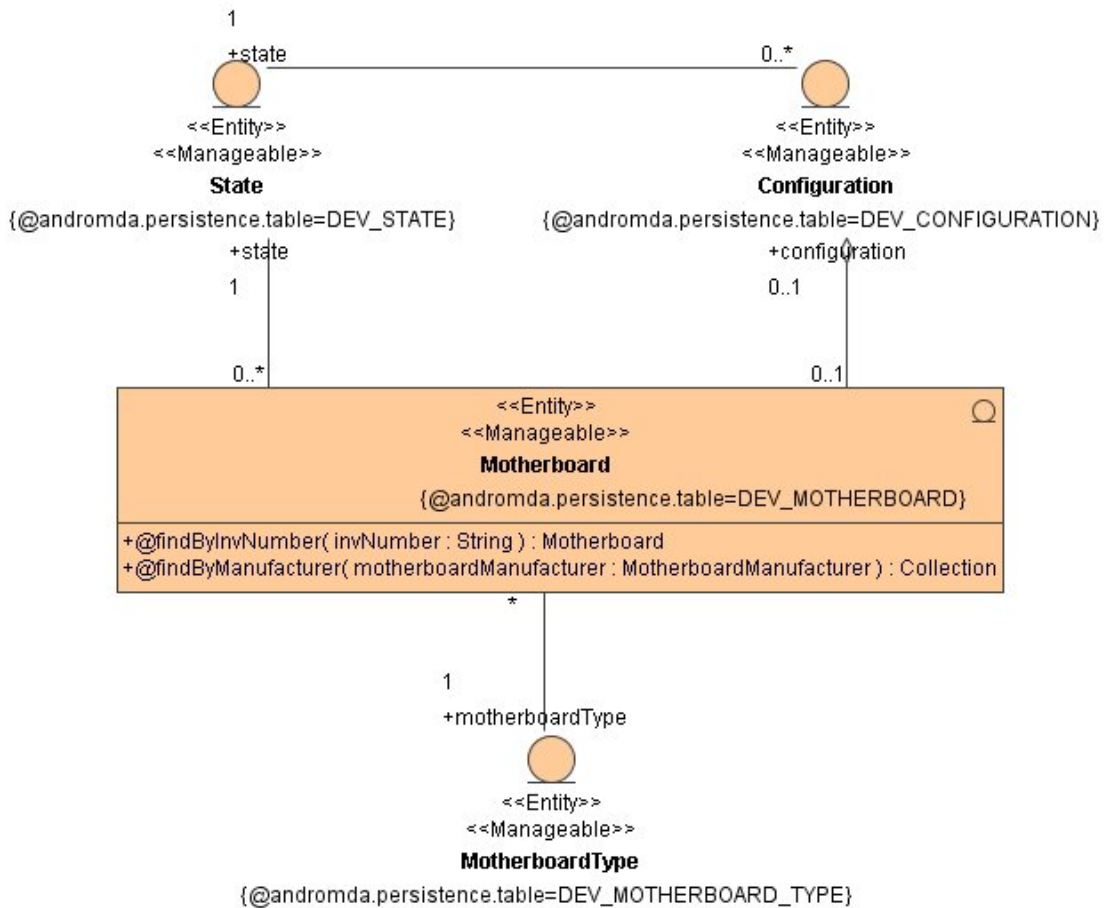 1
+state
0..*
<<Entity>>
<<Manageable>>
State
{@andromda.persistence.table=DEV_STATE}
<<Entity>>
<<Manageable>>
Configuration
{@andromda.persistence.table=DEV_CONFIGURATION}
+state
1
0..*
+configuration
0..1
0..1
<<Entity>>
<<Manageable>>
Motherboard
{@andromda.persistence.table=DEV_MOTHERBOARD}
+@findByInvNumber( invNumber : String ) : Motherboard
+@findByManufacturer( motherboardManufacturer : MotherboardManufacturer ) : Collection
*
1
+motherboardType
<<Entity>>
<<Manageable>>
MotherboardType
{@andromda.persistence.table=DEV_MOTHERBOARD_TYPE}